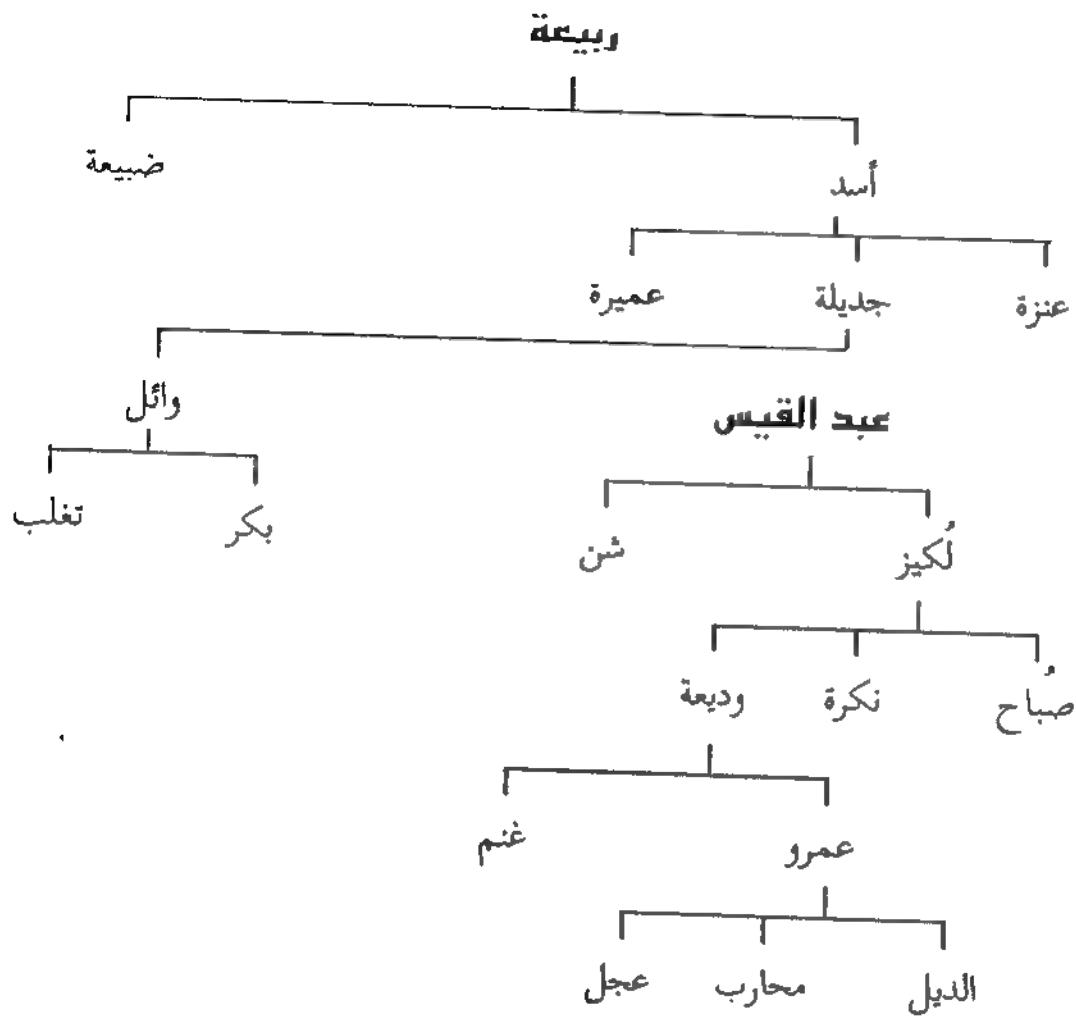 ربيعة
أسد ضبيعة
عنزة جديلة عميرة
وائل
عبد القيس
بكر تغلب
لُكيز شن
صُباح نكرة وديعة
عمرو غنم
الديل محارب عجل